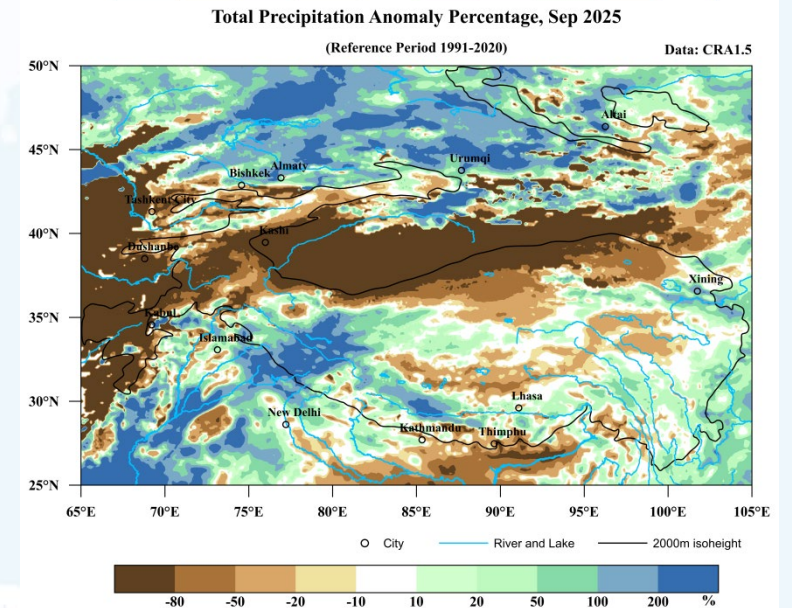 Total Precipitation Anomaly Percentage, Sep 2025
(Reference Period 1991-2020)
Data: CRA1.5
50°N
Altai
45°N
Urumqi
Almaty
Bishkek
Tashkent City
40°N
Kashi
Dushanbe
Xining
35°N
Kabul
Islamabad
30°N
Lhasa
New Delhi
Kathmandu
Thimphu
25°N
65°E 70°E 75°E 80°E 85°E 90°E 95°E 100°E 105°E
City River and Lake 2000m isoheight
-80 -50 -20 -10 10 20 50 100 200 %